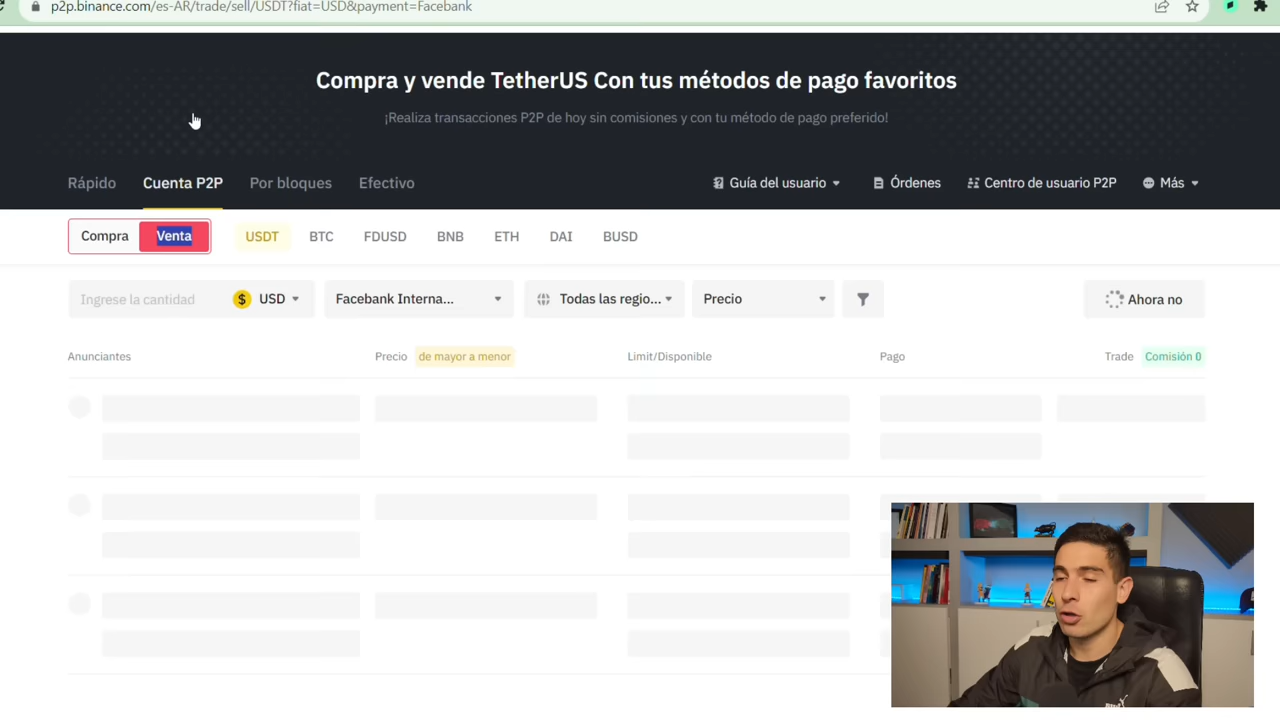 p2p.binance.com/es-AR/trade/sell/USDT?fiat=USD&payment=Facebank
Compra y vende TetherUS Con tus métodos de pago favoritos
¡Realiza transacciones P2P de hoy sin comisiones y con tu método de pago preferido!
Rápido Cuenta P2P Por bloques Efectivo Guía del usuario Órdenes Centro de usuario P2P Más
Compra Venta USDT BTC FDUSD BNB ETH DAI BUSD
Ingrese la cantidad $ USD Facebank Interna... Todas las regio... Precio Ahora no
Anunciantes Precio de mayor a menor Limit/Disponible Pago Trade Comisión 0